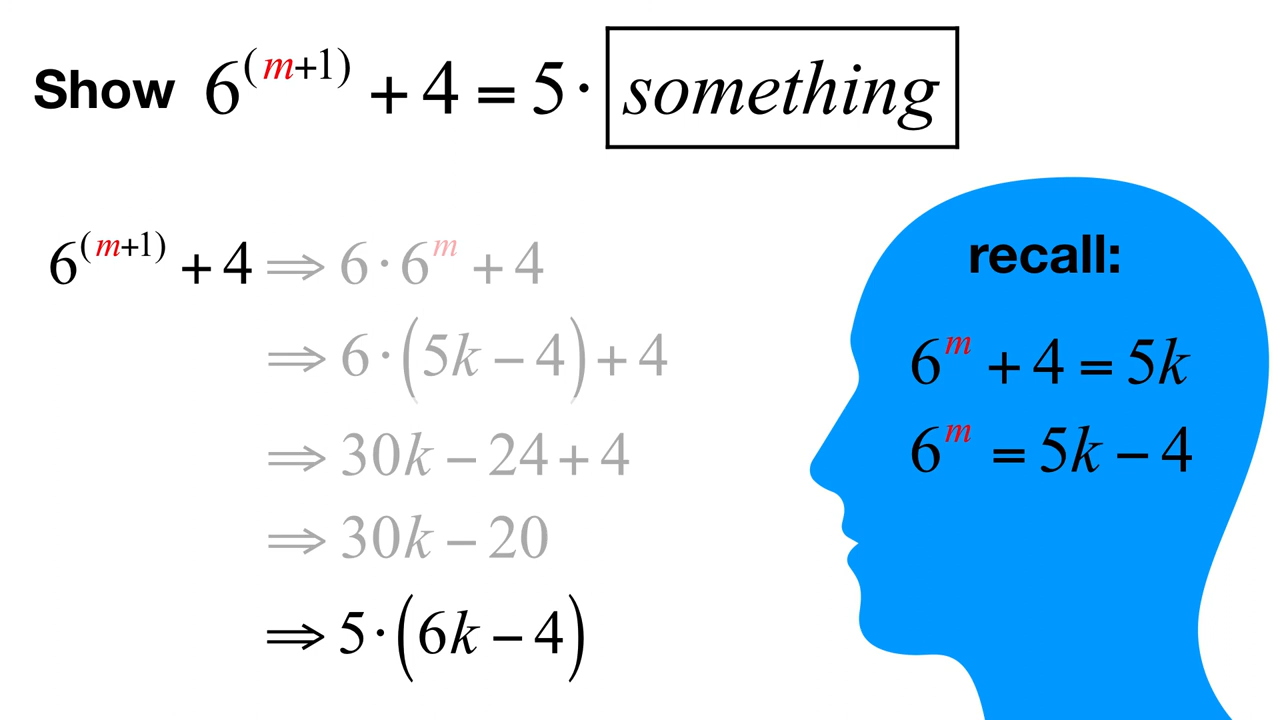 Show 6^(m+1) + 4 = 5 · something
6^(m+1) + 4 ⇒ 6 · 6^m + 4
⇒ 6 · (5k − 4) + 4
⇒ 30k − 24 + 4
⇒ 30k − 20
⇒ 5 · (6k − 4)
recall:
6^m + 4 = 5k
6^m = 5k − 4